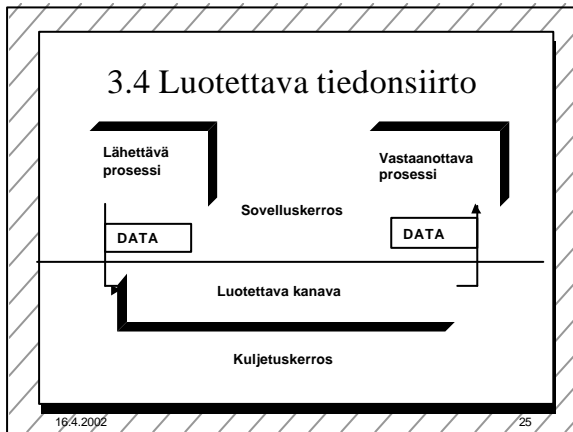 3.4 Luotettava tiedonsiirto
Lähettävä
prosessi
Vastaanottava
prosessi
Sovelluskerros
DATA
DATA
Luotettava kanava
Kuljetuskerros
16.4.2002
25